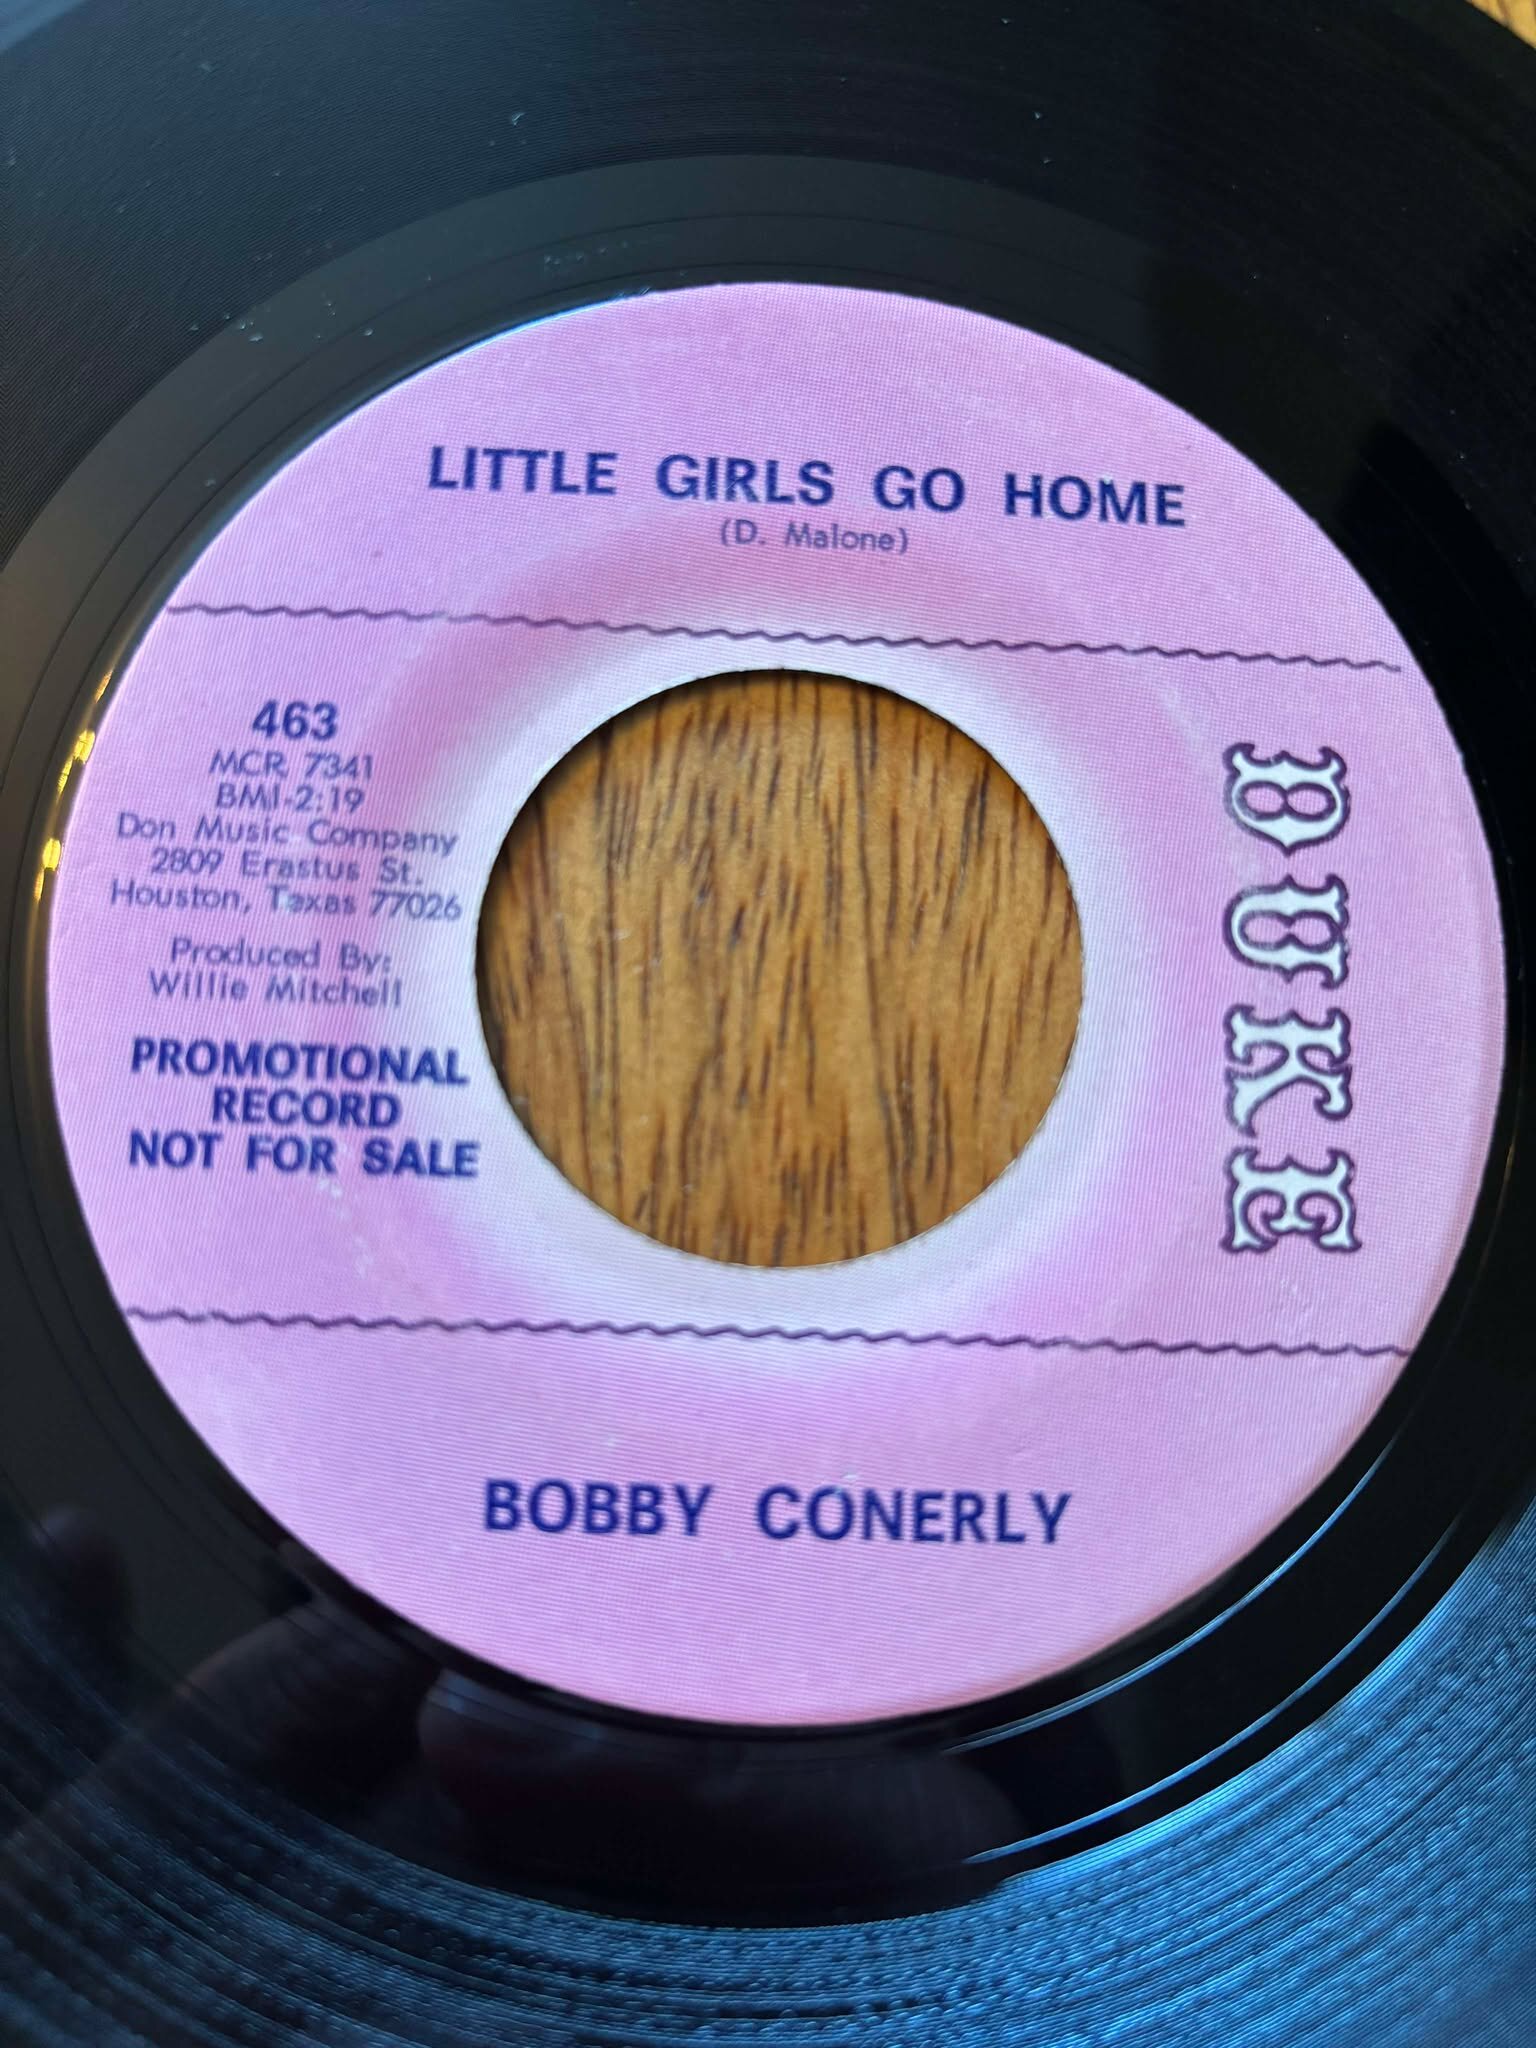 LITTLE GIRLS GO HOME
(D. Malone)
463
MCR 7341
BMI-2:19
Don Music Company
2809 Erastus St.
Houston, Texas 77026
Produced By:
Willie Mitchell
PROMOTIONAL
RECORD
NOT FOR SALE
DUKE
BOBBY CONERLY